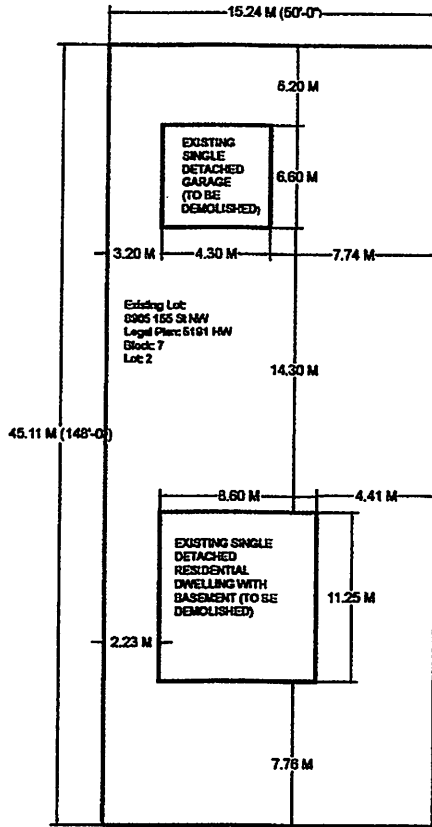 15.24 M (50'-0")
5.20 M
EXISTING
SINGLE
DETACHED
GARAGE
(TO BE
DEMOLISHED)
6.60 M
3.20 M
4.30 M
7.74 M
Existing Lot:
8905 155 St NW
Legal Plan: 5191 HW
Block: 7
Lot: 2
14.30 M
45.11 M (148'-0")
8.60 M
4.41 M
EXISTING SINGLE
DETACHED
RESIDENTIAL
DWELLING WITH
BASEMENT (TO BE
DEMOLISHED)
11.25 M
2.23 M
7.76 M